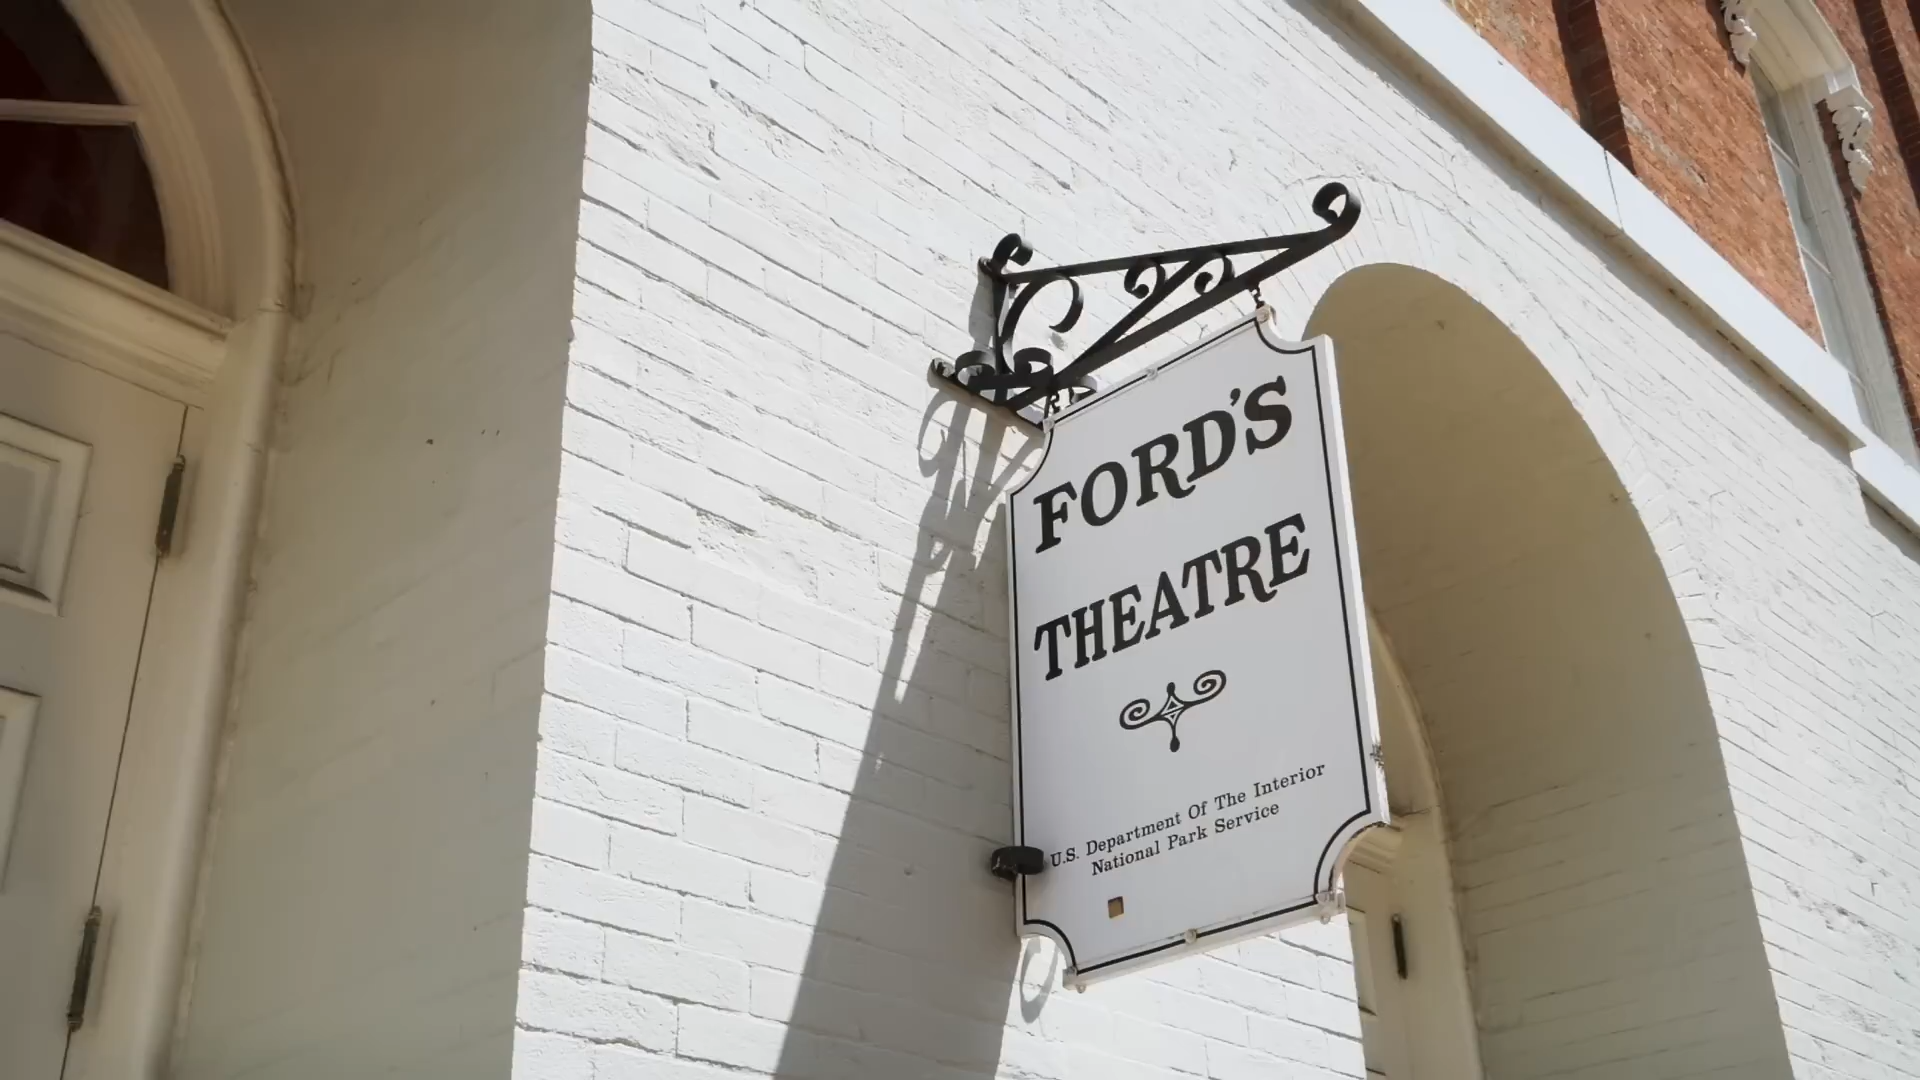 FORD'S
THEATRE
U.S. Department Of The Interior
National Park Service